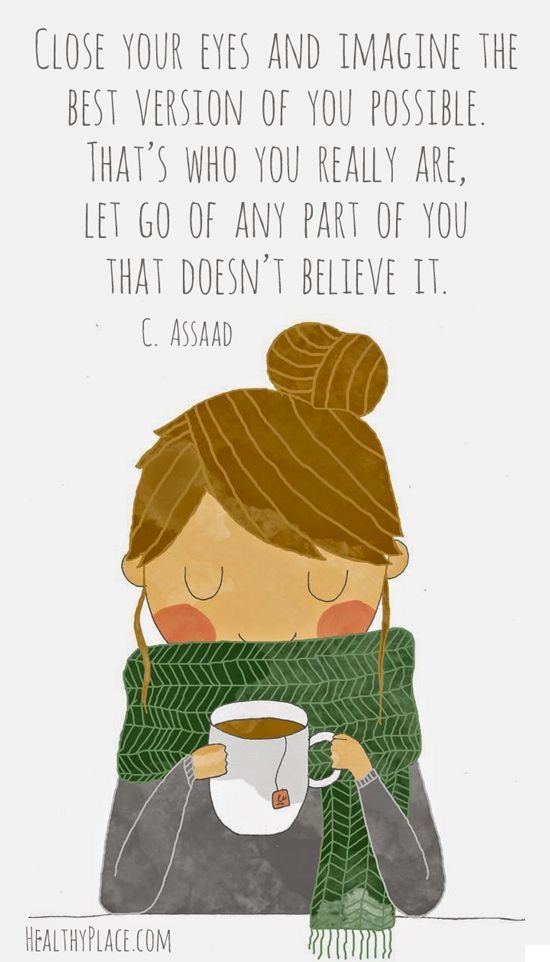 CLOSE YOUR EYES AND IMAGINE THE
BEST VERSION OF YOU POSSIBLE.
THAT'S WHO YOU REALLY ARE,
LET GO OF ANY PART OF YOU
THAT DOESN'T BELIEVE IT.
C. ASSAAD
HEALTHYPLACE.COM